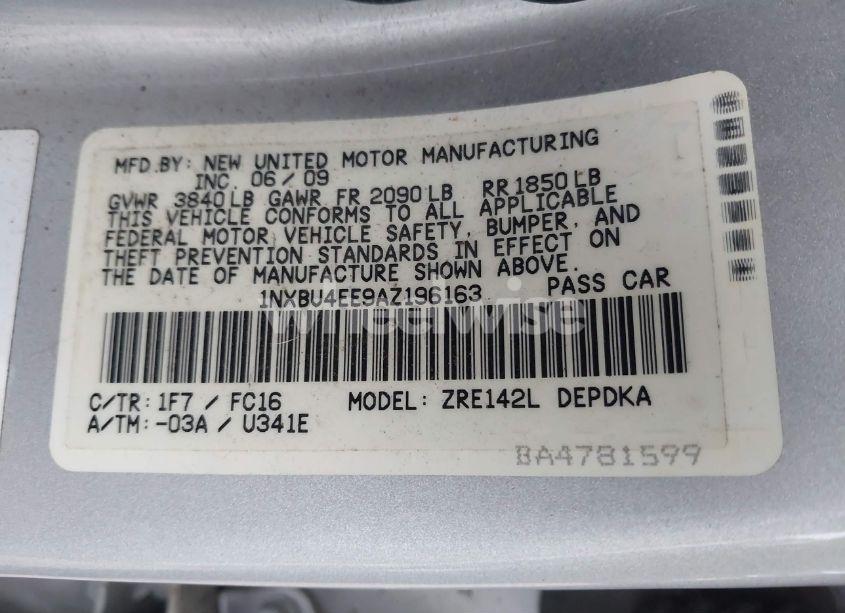 MFD.BY: NEW UNITED MOTOR MANUFACTURING
INC. 06/09
GVWR 3840LB GAWR FR 2090LB RR1850LB
THIS VEHICLE CONFORMS TO ALL APPLICABLE
FEDERAL MOTOR VEHICLE SAFETY, BUMPER, AND
THEFT PREVENTION STANDARDS IN EFFECT ON
THE DATE OF MANUFACTURE SHOWN ABOVE.
1NXBU4EE9AZ196163 PASS CAR
wheelwise
C/TR: 1F7 / FC16 MODEL: ZRE142L DEPDKA
A/TM: -03A / U341E
BA4781599